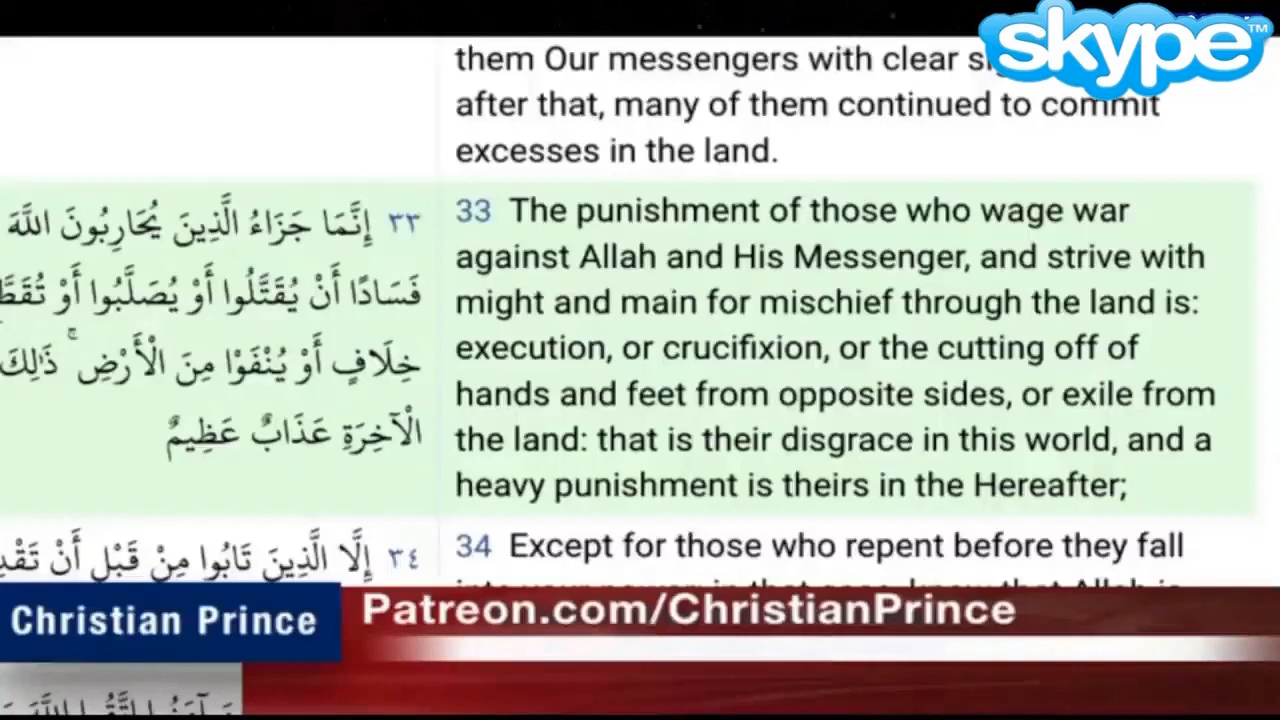 skype™
them Our messengers with clear
after that, many of them continued to commit
excesses in the land.
٣٣ إِنَّمَا جَزَاءُ الَّذِينَ يُحَارِبُونَ اللَّهَ
فَسَادًا أَنْ يُقَتَّلُوا أَوْ يُصَلَّبُوا أَوْ
خِلَافٍ أَوْ يُنْفَوْا مِنَ الْأَرْضِ ۚ ذَٰلِكَ
الْآخِرَةِ عَذَابٌ عَظِيمٌ
33 The punishment of those who wage war
against Allah and His Messenger, and strive with
might and main for mischief through the land is:
execution, or crucifixion, or the cutting off of
hands and feet from opposite sides, or exile from
the land: that is their disgrace in this world, and a
heavy punishment is theirs in the Hereafter;
٣٤ إِلَّا الَّذِينَ تَابُوا مِنْ قَبْلِ أَنْ
34 Except for those who repent before they fall
Christian Prince
Patreon.com/ChristianPrince